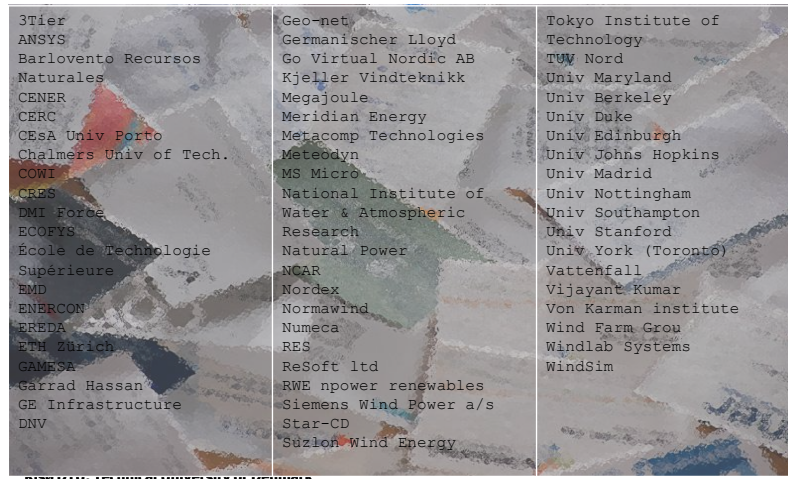 3Tier
ANSYS
Barlovento Recursos
Naturales
CENER
CERC
CEsA Univ Porto
Chalmers Univ of Tech.
COWI
CRES
DMI Force
ECOFYS
École de Technologie
Supérieure
EMD
ENERCON
EREDA
ETH Zürich
GAMESA
Garrad Hassan
GE Infrastructure
DNV
Geo-net
Germanischer Lloyd
Go Virtual Nordic AB
Kjeller Vindteknikk
Megajoule
Meridian Energy
Metacomp Technologies
Meteodyn
MS Micro
National Institute of
Water & Atmospheric
Research
Natural Power
NCAR
Nordex
Normawind
Numeca
RES
ReSoft ltd
RWE npower renewables
Siemens Wind Power a/s
Star-CD
Suzlon Wind Energy
Tokyo Institute of
Technology
TUV Nord
Univ Maryland
Univ Berkeley
Univ Duke
Univ Edinburgh
Univ Johns Hopkins
Univ Madrid
Univ Nottingham
Univ Southampton
Univ Stanford
Univ York (Toronto)
Vattenfall
Vijayant Kumar
Von Karman institute
Wind Farm Grou
Windlab Systems
WindSim